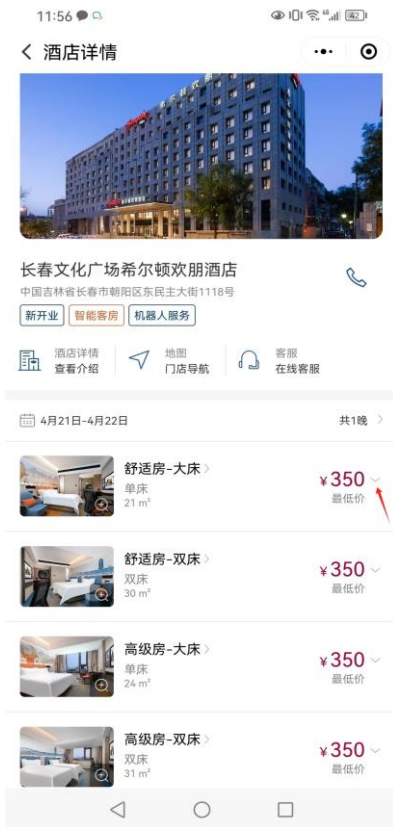 11:56
42
酒店详情
长春文化广场希尔顿欢朋酒店
中国吉林省长春市朝阳区东民主大街1118号
新开业 智能客房 机器人服务
酒店详情
查看介绍
地图
门店导航
客服
在线客服
4月21日-4月22日 共1晚
舒适房-大床
单床
21 m²
¥350
最低价
舒适房-双床
双床
30 m²
¥350
最低价
高级房-大床
单床
24 m²
¥350
最低价
高级房-双床
双床
31 m²
¥350
最低价